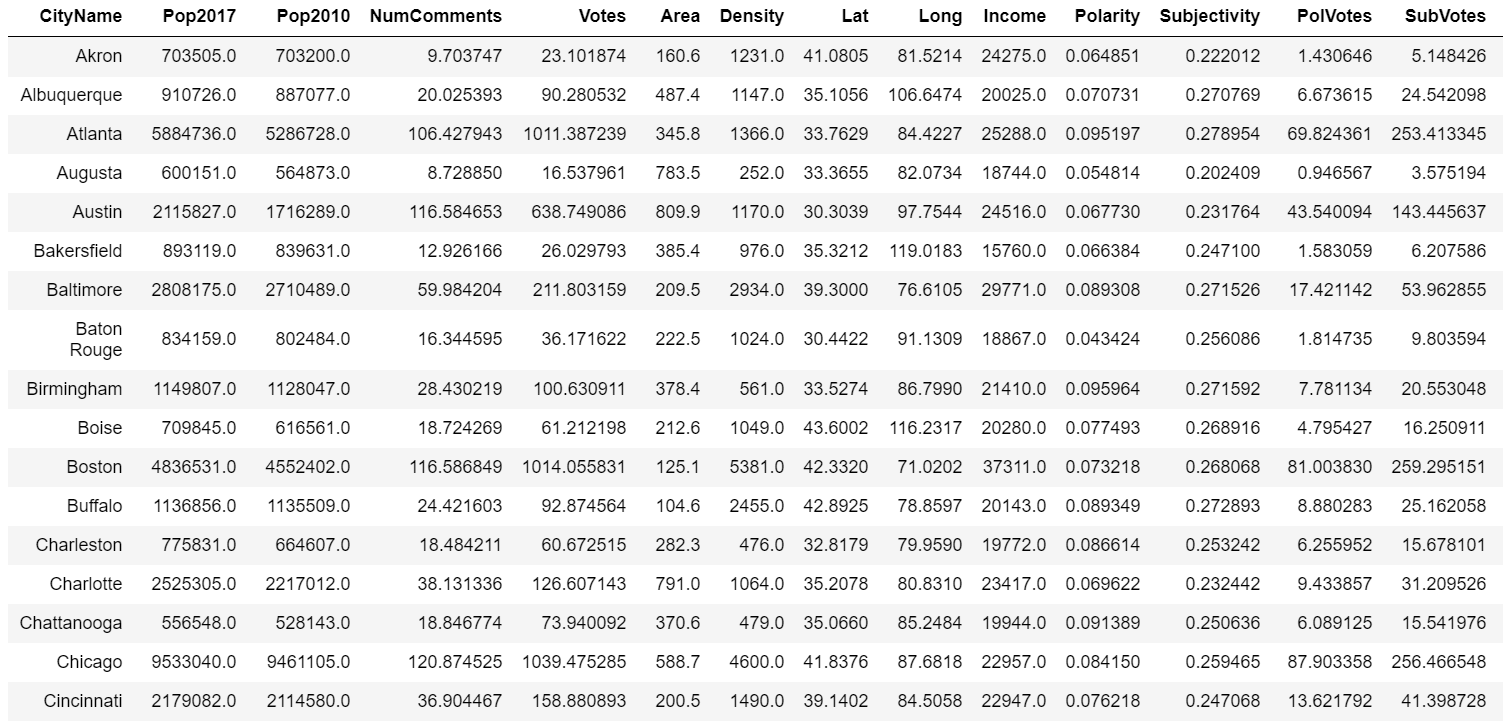 CityName Pop2017 Pop2010 NumComments Votes Area Density Lat Long Income Polarity Subjectivity PolVotes SubVotes
Akron 703505.0 703200.0 9.703747 23.101874 160.6 1231.0 41.0805 81.5214 24275.0 0.064851 0.222012 1.430646 5.148426
Albuquerque 910726.0 887077.0 20.025393 90.280532 487.4 1147.0 35.1056 106.6474 20025.0 0.070731 0.270769 6.673615 24.542098
Atlanta 5884736.0 5286728.0 106.427943 1011.387239 345.8 1366.0 33.7629 84.4227 25288.0 0.095197 0.278954 69.824361 253.413345
Augusta 600151.0 564873.0 8.728850 16.537961 783.5 252.0 33.3655 82.0734 18744.0 0.054814 0.202409 0.946567 3.575194
Austin 2115827.0 1716289.0 116.584653 638.749086 809.9 1170.0 30.3039 97.7544 24516.0 0.067730 0.231764 43.540094 143.445637
Bakersfield 893119.0 839631.0 12.926166 26.029793 385.4 976.0 35.3212 119.0183 15760.0 0.066384 0.247100 1.583059 6.207586
Baltimore 2808175.0 2710489.0 59.984204 211.803159 209.5 2934.0 39.3000 76.6105 29771.0 0.089308 0.271526 17.421142 53.962855
Baton
Rouge 834159.0 802484.0 16.344595 36.171622 222.5 1024.0 30.4422 91.1309 18867.0 0.043424 0.256086 1.814735 9.803594
Birmingham 1149807.0 1128047.0 28.430219 100.630911 378.4 561.0 33.5274 86.7990 21410.0 0.095964 0.271592 7.781134 20.553048
Boise 709845.0 616561.0 18.724269 61.212198 212.6 1049.0 43.6002 116.2317 20280.0 0.077493 0.268916 4.795427 16.250911
Boston 4836531.0 4552402.0 116.586849 1014.055831 125.1 5381.0 42.3320 71.0202 37311.0 0.073218 0.268068 81.003830 259.295151
Buffalo 1136856.0 1135509.0 24.421603 92.874564 104.6 2455.0 42.8925 78.8597 20143.0 0.089349 0.272893 8.880283 25.162058
Charleston 775831.0 664607.0 18.484211 60.672515 282.3 476.0 32.8179 79.9590 19772.0 0.086614 0.253242 6.255952 15.678101
Charlotte 2525305.0 2217012.0 38.131336 126.607143 791.0 1064.0 35.2078 80.8310 23417.0 0.069622 0.232442 9.433857 31.209526
Chattanooga 556548.0 528143.0 18.846774 73.940092 370.6 479.0 35.0660 85.2484 19944.0 0.091389 0.250636 6.089125 15.541976
Chicago 9533040.0 9461105.0 120.874525 1039.475285 588.7 4600.0 41.8376 87.6818 22957.0 0.084150 0.259465 87.903358 256.466548
Cincinnati 2179082.0 2114580.0 36.904467 158.880893 200.5 1490.0 39.1402 84.5058 22947.0 0.076218 0.247068 13.621792 41.398728